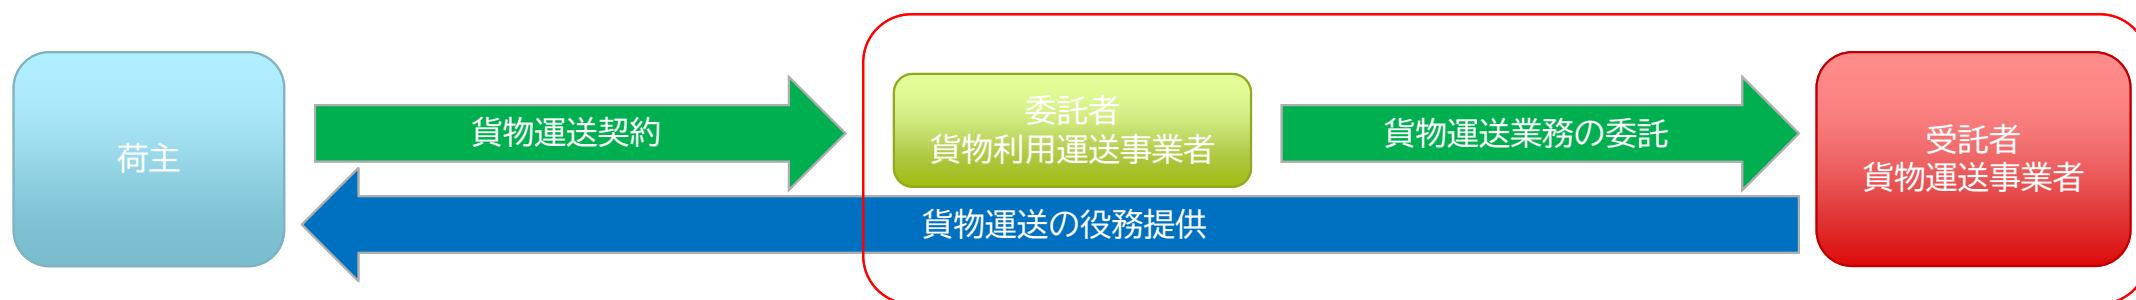 荷主
貨物運送契約
委託者
貨物利用運送事業者
貨物運送業務の委託
受託者
貨物運送事業者
貨物運送の役務提供